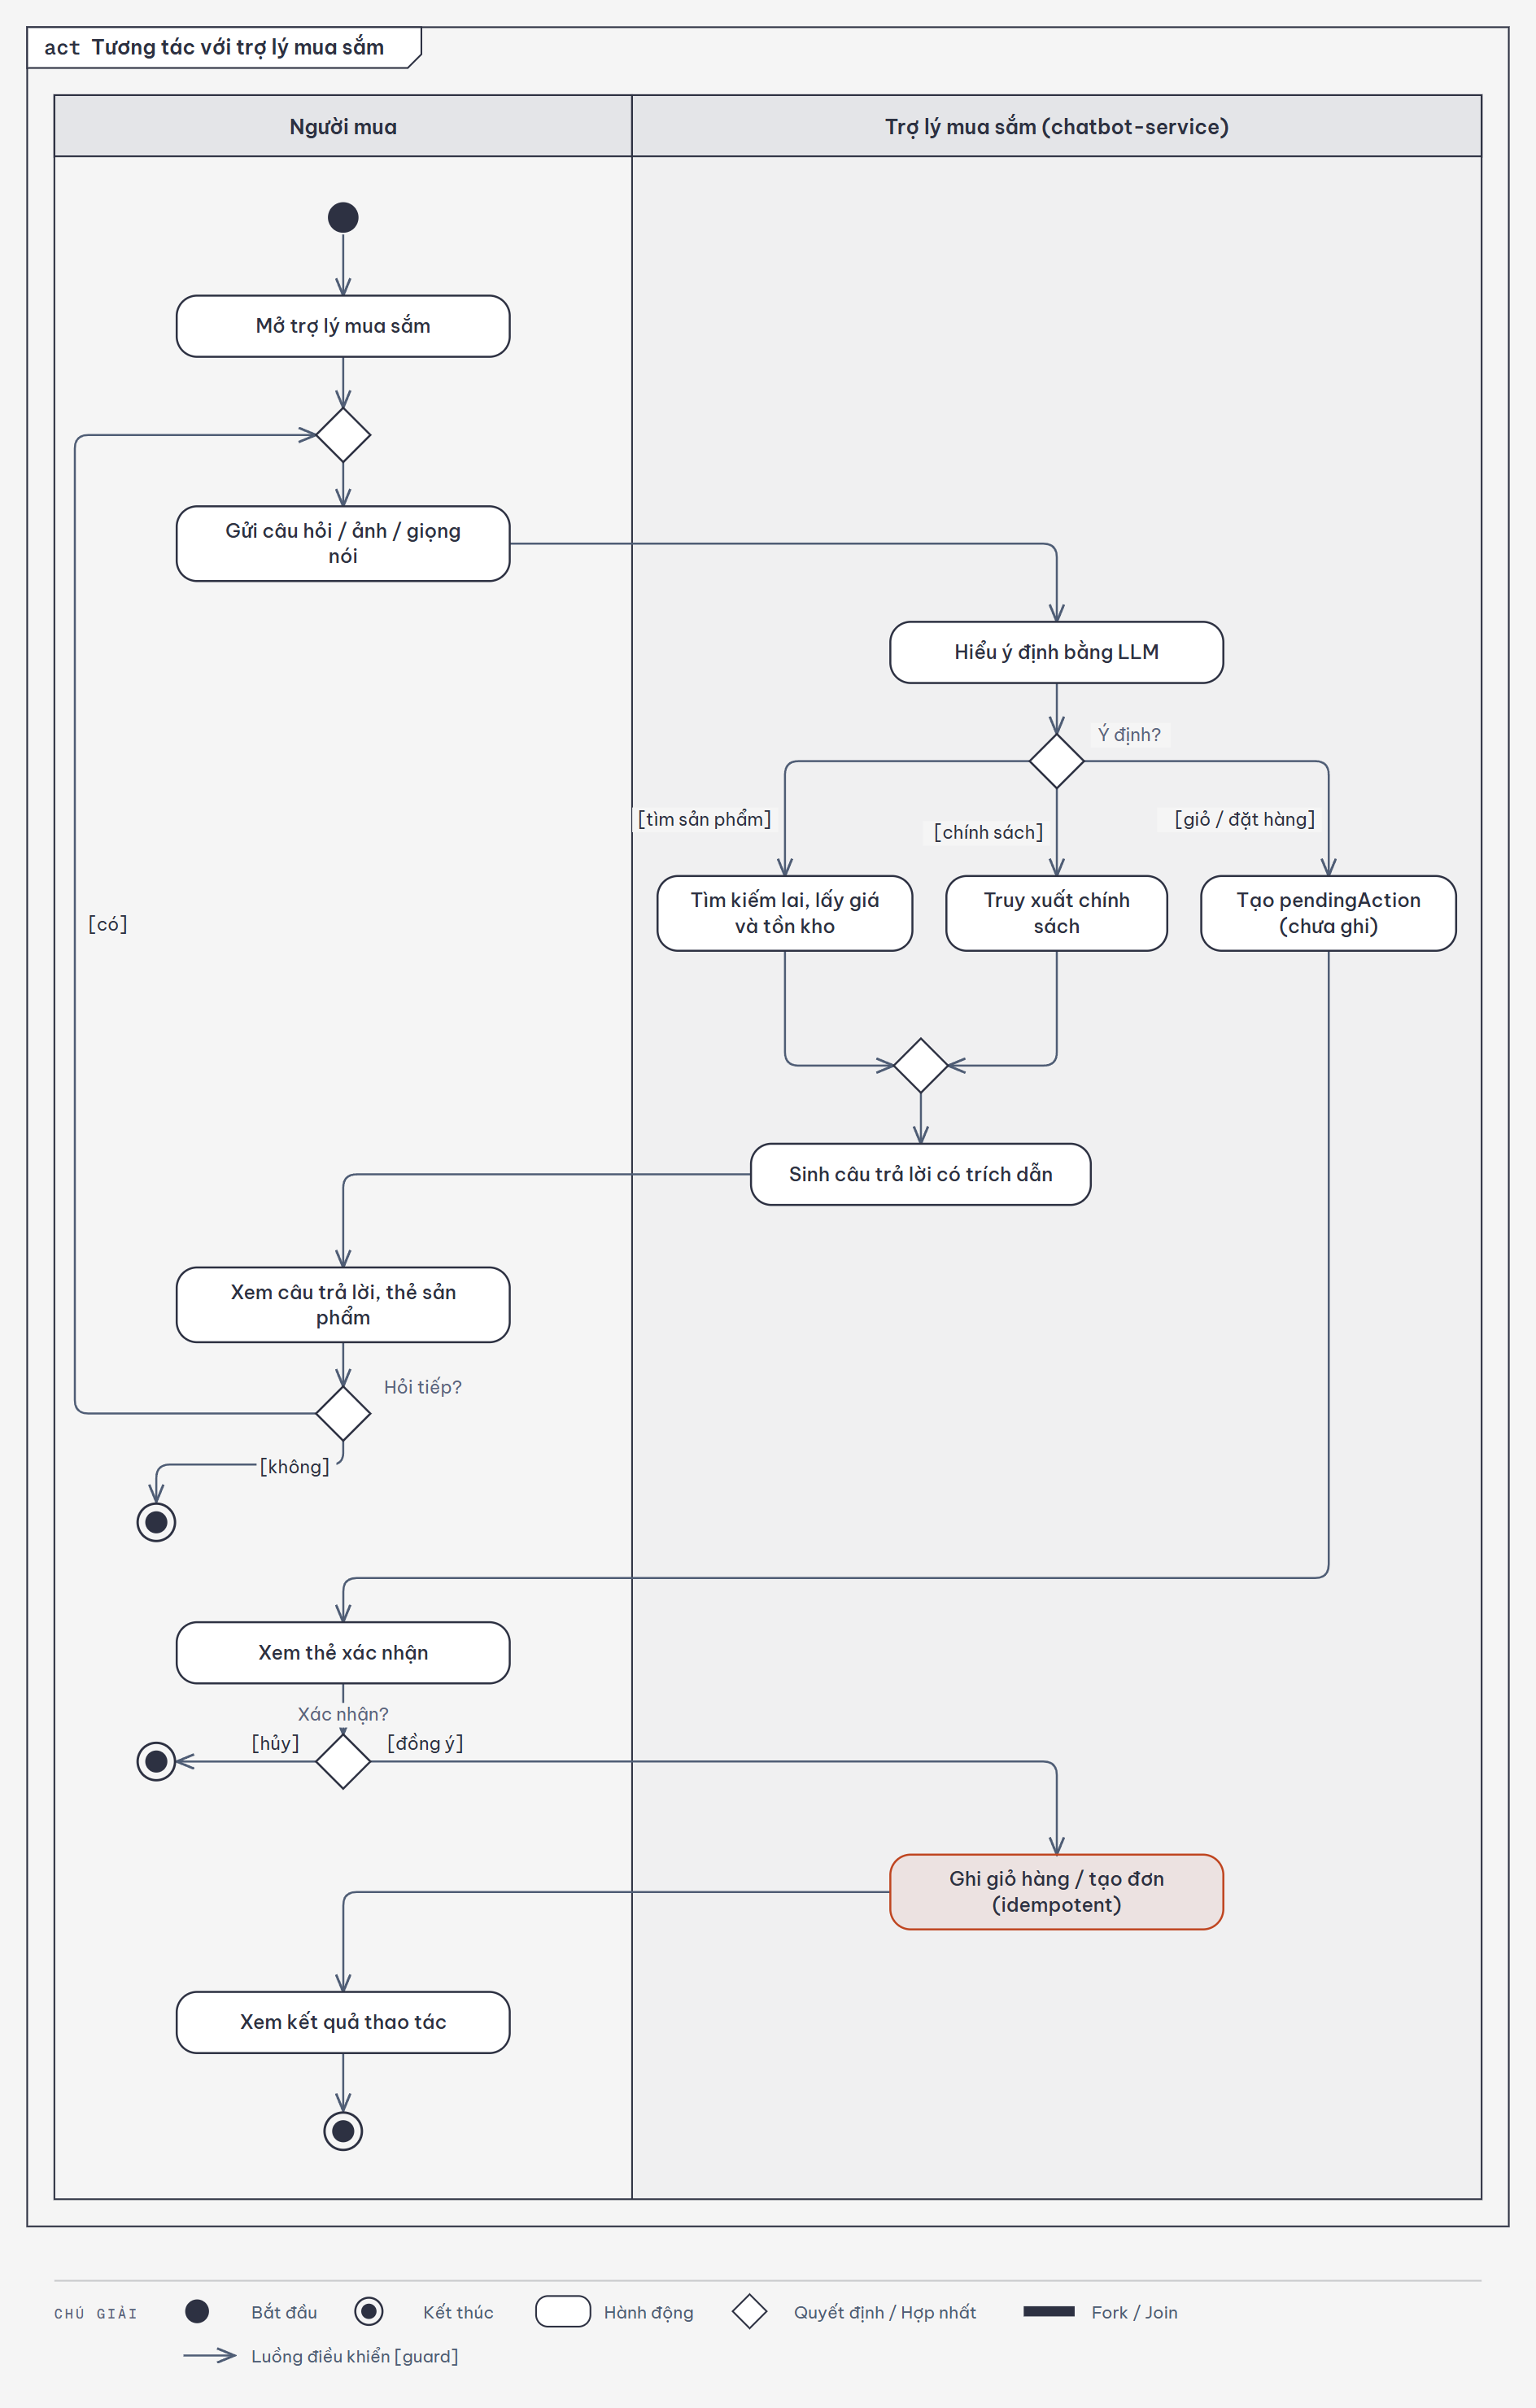 act Tương tác với trợ lý mua sắm
Người mua
Trợ lý mua sắm (chatbot-service)
Mở trợ lý mua sắm
Gửi câu hỏi / ảnh / giọng
nói
Hiểu ý định bằng LLM
Ý định?
[tìm sản phẩm]
[chính sách]
[giỏ / đặt hàng]
Tìm kiếm lai, lấy giá
và tồn kho
Truy xuất chính
sách
Tạo pendingAction
(chưa ghi)
[có]
Sinh câu trả lời có trích dẫn
Xem câu trả lời, thẻ sản
phẩm
Hỏi tiếp?
[không]
Xem thẻ xác nhận
Xác nhận?
[hủy]
[đồng ý]
Ghi giỏ hàng / tạo đơn
(idempotent)
Xem kết quả thao tác
CHÚ GIẢI
Bắt đầu
Kết thúc
Hành động
Quyết định / Hợp nhất
Fork / Join
Luồng điều khiển [guard]